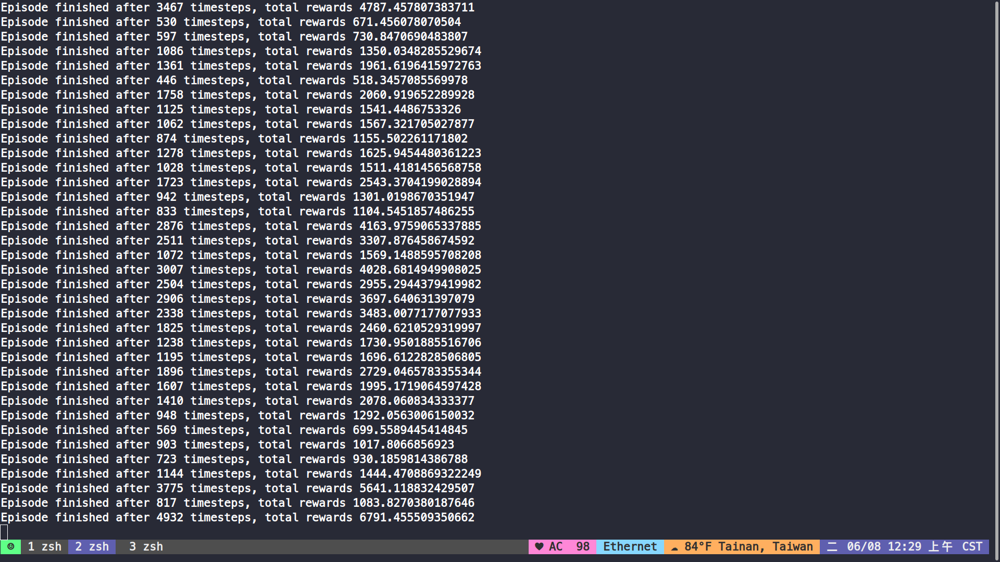 Episode finished after 3467 timesteps, total rewards 4787.457807383711
Episode finished after 530 timesteps, total rewards 671.456078070504
Episode finished after 597 timesteps, total rewards 730.8470690483807
Episode finished after 1086 timesteps, total rewards 1350.0348285529674
Episode finished after 1361 timesteps, total rewards 1961.6196415972763
Episode finished after 446 timesteps, total rewards 518.3457085569978
Episode finished after 1758 timesteps, total rewards 2060.919652289928
Episode finished after 1125 timesteps, total rewards 1541.4486753326
Episode finished after 1062 timesteps, total rewards 1567.321705027877
Episode finished after 874 timesteps, total rewards 1155.502261171802
Episode finished after 1278 timesteps, total rewards 1625.9454480361223
Episode finished after 1028 timesteps, total rewards 1511.4181456568758
Episode finished after 1723 timesteps, total rewards 2543.3704199028894
Episode finished after 942 timesteps, total rewards 1301.0198670351947
Episode finished after 833 timesteps, total rewards 1104.5451857486255
Episode finished after 2876 timesteps, total rewards 4163.9759065337885
Episode finished after 2511 timesteps, total rewards 3307.876458674592
Episode finished after 1072 timesteps, total rewards 1569.1488595708208
Episode finished after 3007 timesteps, total rewards 4028.6814949908025
Episode finished after 2504 timesteps, total rewards 2955.2944379419982
Episode finished after 2906 timesteps, total rewards 3697.640631397079
Episode finished after 2338 timesteps, total rewards 3483.0077177077933
Episode finished after 1825 timesteps, total rewards 2460.6210529319997
Episode finished after 1238 timesteps, total rewards 1730.9501885516706
Episode finished after 1195 timesteps, total rewards 1696.6122828506805
Episode finished after 1896 timesteps, total rewards 2729.0465783355344
Episode finished after 1607 timesteps, total rewards 1995.1719064597428
Episode finished after 1410 timesteps, total rewards 2078.060834333377
Episode finished after 948 timesteps, total rewards 1292.0563006150032
Episode finished after 569 timesteps, total rewards 699.5589445414845
Episode finished after 903 timesteps, total rewards 1017.8066856923
Episode finished after 723 timesteps, total rewards 930.1859814386788
Episode finished after 1144 timesteps, total rewards 1444.4708869322249
Episode finished after 3775 timesteps, total rewards 5641.118832429507
Episode finished after 817 timesteps, total rewards 1083.8270380187646
Episode finished after 4932 timesteps, total rewards 6791.455509350662
☺ 1 zsh 2 zsh 3 zsh ♥ AC 98 Ethernet ☁ 84°F Tainan, Taiwan 二 06/08 12:29 上午 CST